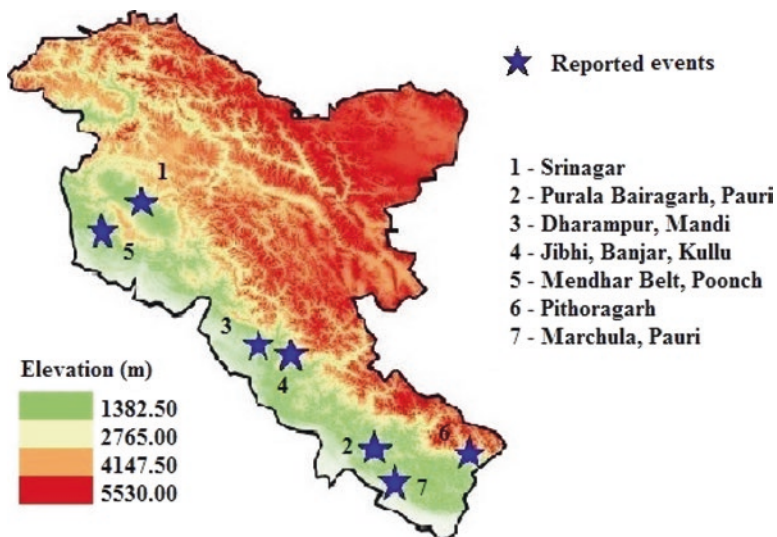 Reported events
1 - Srinagar
2 - Purala Bairagarh, Pauri
3 - Dharampur, Mandi
4 - Jibhi, Banjar, Kullu
5 - Mendhar Belt, Poonch
6 - Pithoragarh
7 - Marchula, Pauri
1
5
3
4
2
6
7
Elevation (m)
1382.50
2765.00
4147.50
5530.00